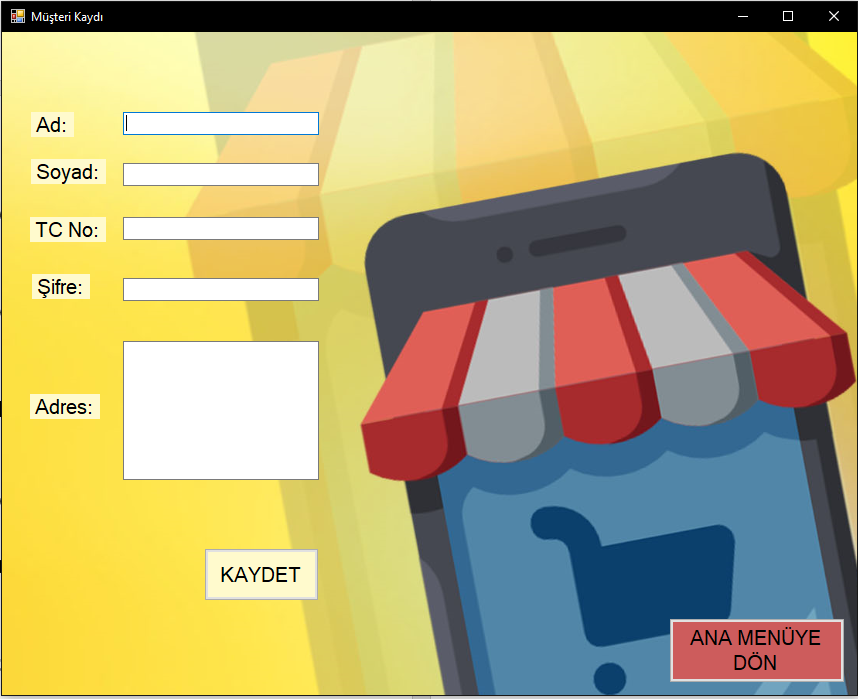 Müşteri Kaydı
Ad:
Soyad:
TC No:
Şifre:
Adres:
KAYDET
ANA MENÜYE
DÖN